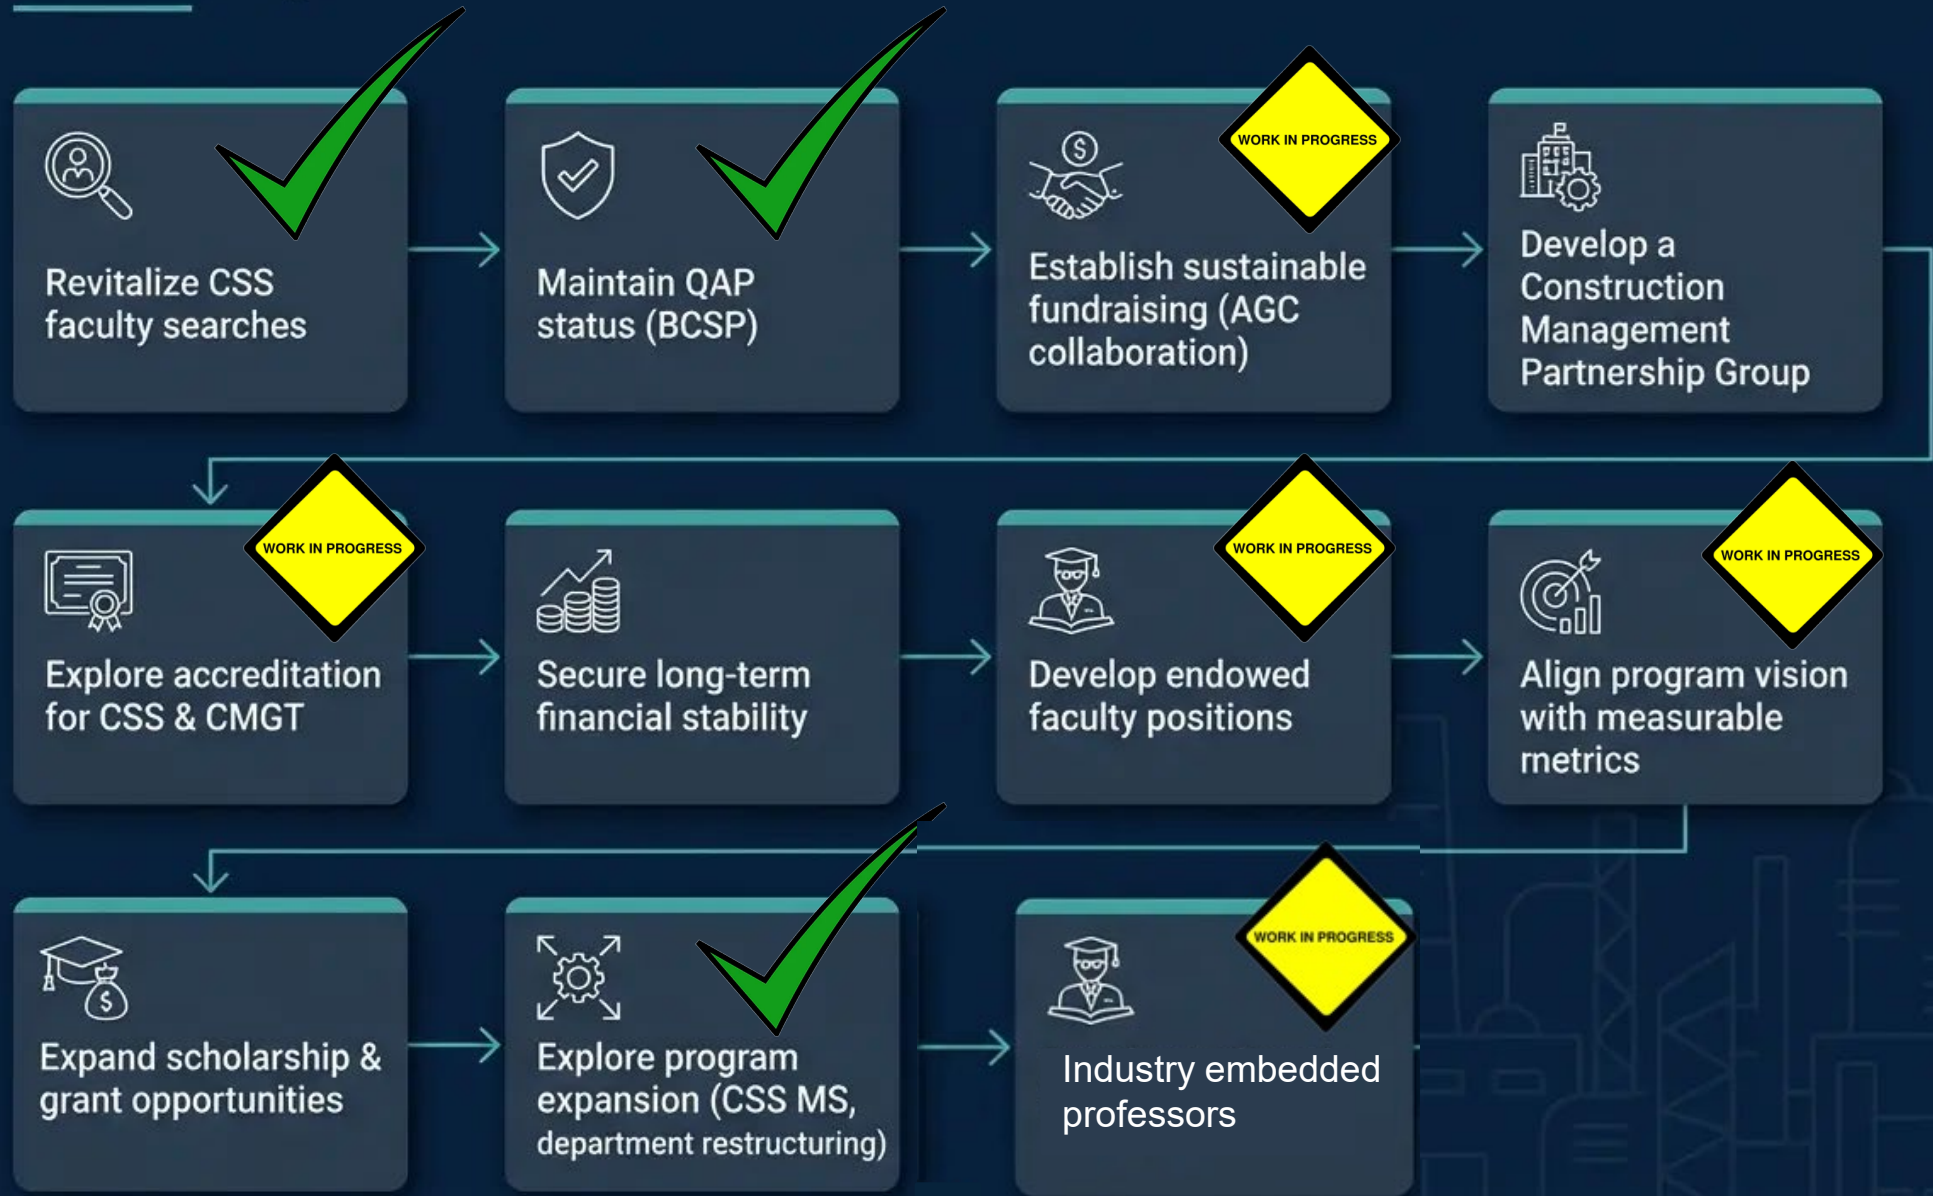 WORK IN PROGRESS
Revitalize CSS
faculty searches
Maintain QAP
status (BCSP)
Establish sustainable
fundraising (AGC
collaboration)
Develop a
Construction
Management
Partnership Group
WORK IN PROGRESS
WORK IN PROGRESS
WORK IN PROGRESS
Explore accreditation
for CSS & CMGT
Secure long-term
financial stability
Develop endowed
faculty positions
Align program vision
with measurable
metrics
WORK IN PROGRESS
Expand scholarship &
grant opportunities
Explore program
expansion (CSS MS,
department restructuring)
Industry embedded
professors